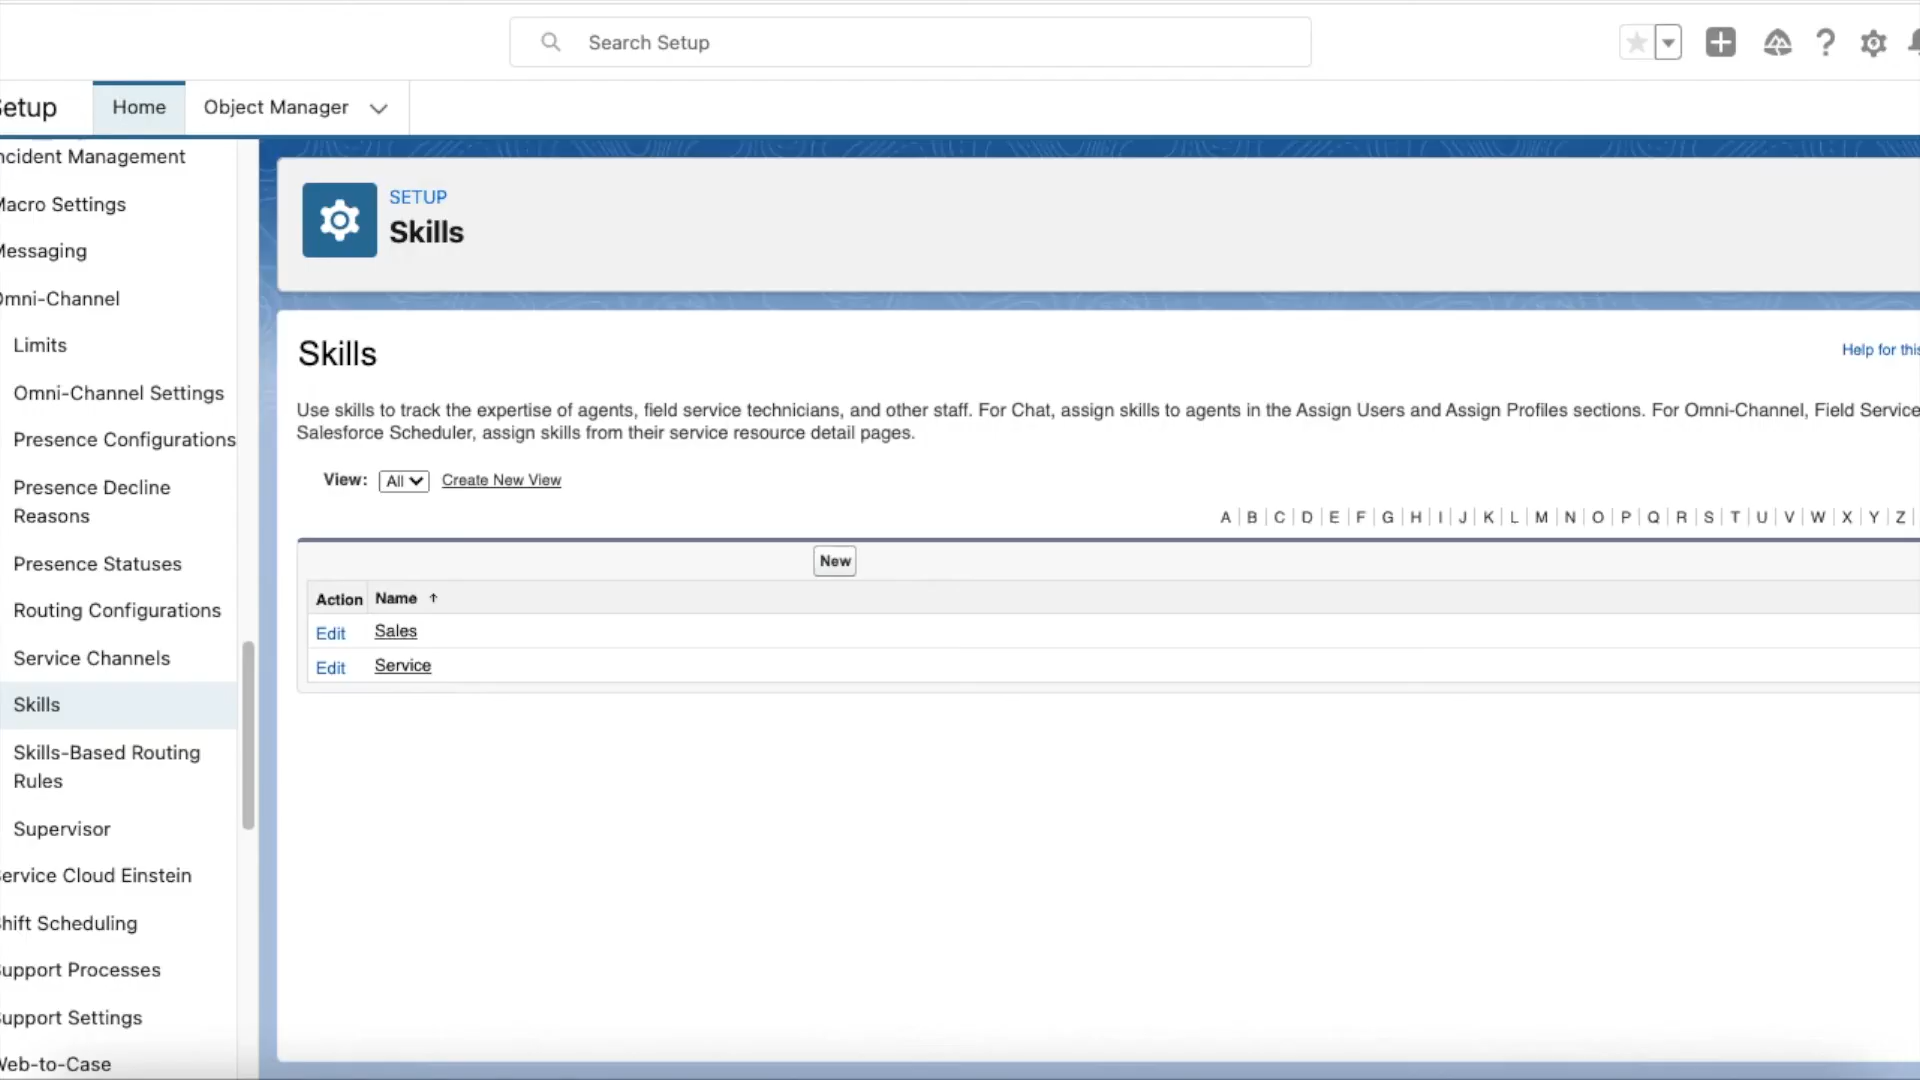 Search Setup
etup
Home
Object Manager
ncident Management
Macro Settings
Messaging
Omni-Channel
Limits
Omni-Channel Settings
Presence Configurations
Presence Decline
Reasons
Presence Statuses
Routing Configurations
Service Channels
Skills
Skills-Based Routing
Rules
Supervisor
ervice Cloud Einstein
hift Scheduling
upport Processes
upport Settings
Web-to-Case
SETUP
Skills
Skills
Help for this
Use skills to track the expertise of agents, field service technicians, and other staff. For Chat, assign skills to agents in the Assign Users and Assign Profiles sections. For Omni-Channel, Field Service
Salesforce Scheduler, assign skills from their service resource detail pages.
View: All Create New View
A | B | C | D | E | F | G | H | I | J | K | L | M | N | O | P | Q | R | S | T | U | V | W | X | Y | Z |
New
Action Name ↑
Edit Sales
Edit Service